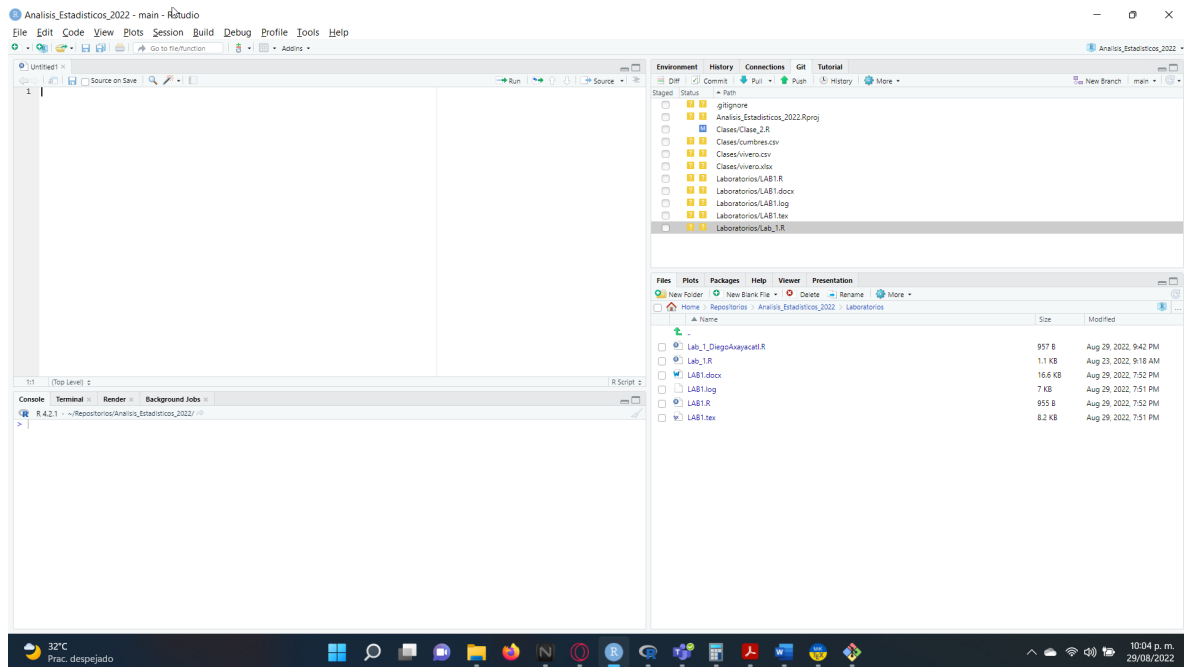 Analisis_Estadisticos_2022 - main - RStudio
File Edit Code View Plots Session Build Debug Profile Tools Help
Go to file/function Addins Analisis_Estadisticos_2022
Untitled1
Source on Save Run Source
1
1:1 (Top Level) R Script
Console Terminal Render Background Jobs
R 4.2.1 · ~/Repositorios/Analisis_Estadisticos_2022/
>
Environment History Connections Git Tutorial
Diff Commit Pull Push History More New Branch main
Staged Status Path
.gitignore
Analisis_Estadisticos_2022.Rproj
M Clases/Clase_2.R
Clases/cumbres.csv
Clases/vivero.csv
Clases/vivero.xlsx
Laboratorios/LAB1.R
Laboratorios/LAB1.docx
Laboratorios/LAB1.log
Laboratorios/LAB1.tex
Laboratorios/Lab_1.R
Files Plots Packages Help Viewer Presentation
New Folder New Blank File Delete Rename More
Home Repositorios Analisis_Estadisticos_2022 Laboratorios
Name Size Modified
..
Lab_1_DiegoAxayacatl.R 957 B Aug 29, 2022, 9:42 PM
Lab_1.R 1.1 KB Aug 23, 2022, 9:18 AM
LAB1.docx 16.6 KB Aug 29, 2022, 7:52 PM
LAB1.log 7 KB Aug 29, 2022, 7:51 PM
LAB1.R 955 B Aug 29, 2022, 7:52 PM
LAB1.tex 8.2 KB Aug 29, 2022, 7:51 PM
32°C
Prac. despejado
10:04 p. m.
29/08/2022